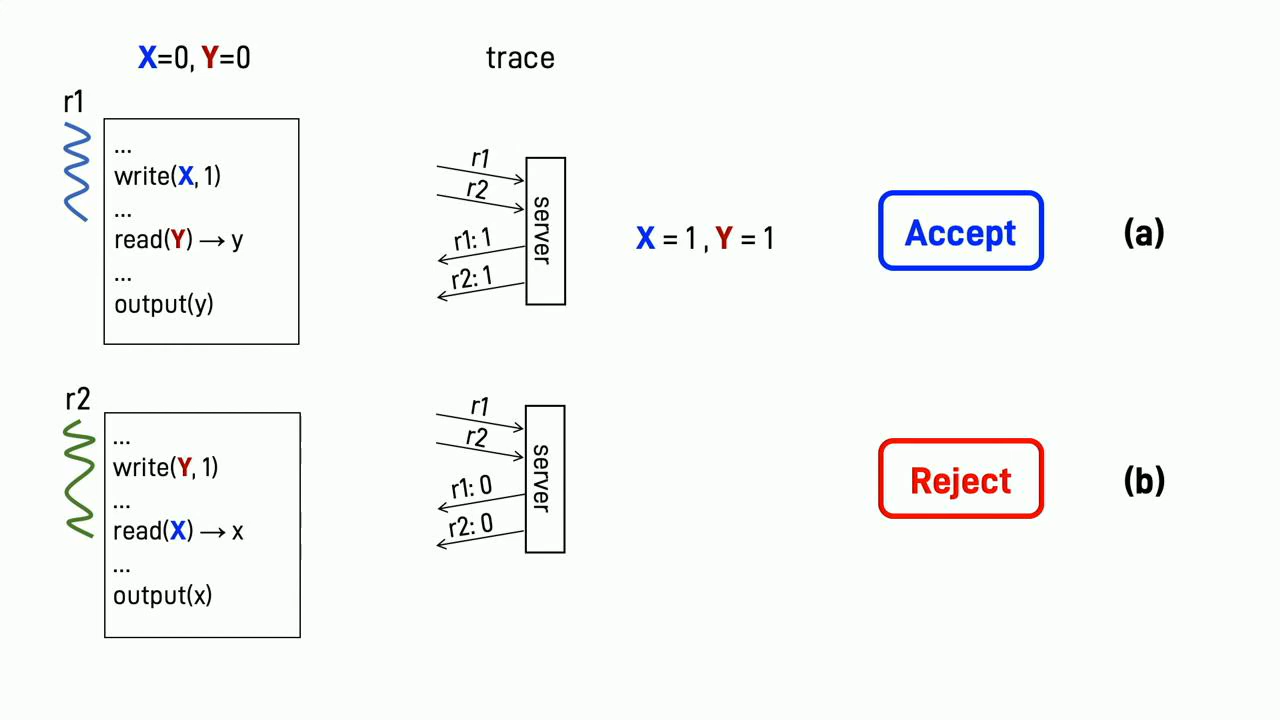 X=0, Y=0
trace
r1
...
write(X, 1)
...
read(Y) → y
...
output(y)
r1
r2
r1: 1
r2: 1
server
X = 1 , Y = 1
Accept
(a)
r2
...
write(Y, 1)
...
read(X) → x
...
output(x)
r1
r2
r1: 0
r2: 0
server
Reject
(b)